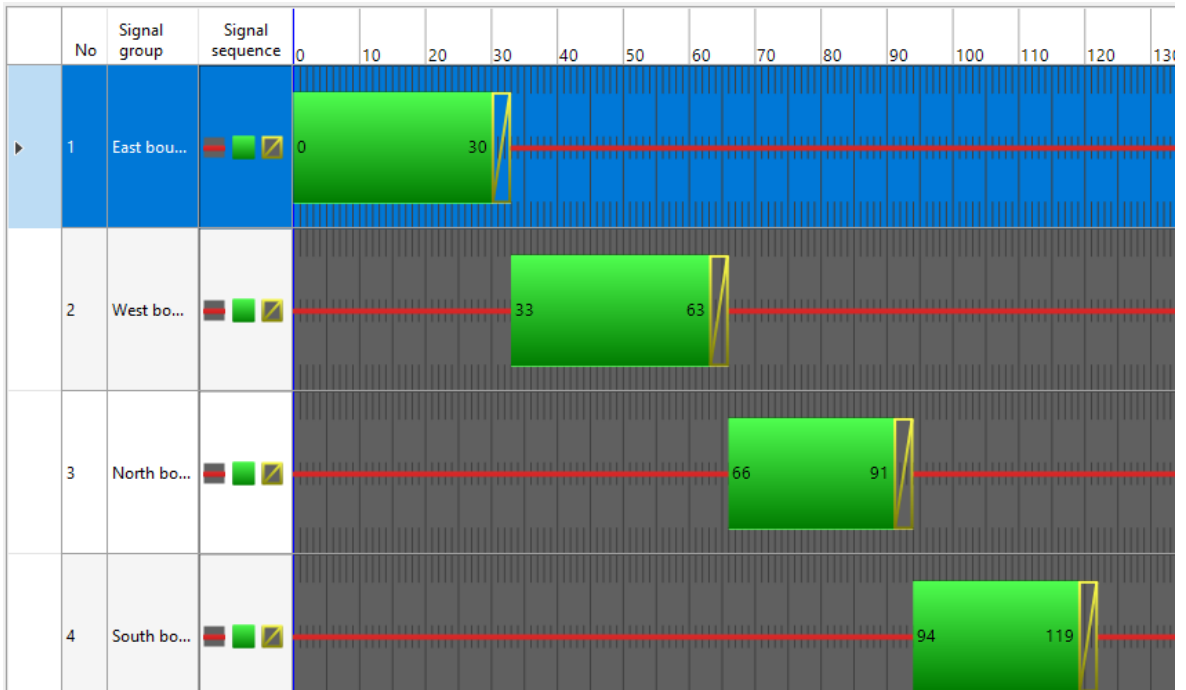 No Signal group Signal sequence 0 10 20 30 40 50 60 70 80 90 100 110 120
1 East bou... 0 30
2 West bo... 33 63
3 North bo... 66 91
4 South bo... 94 119